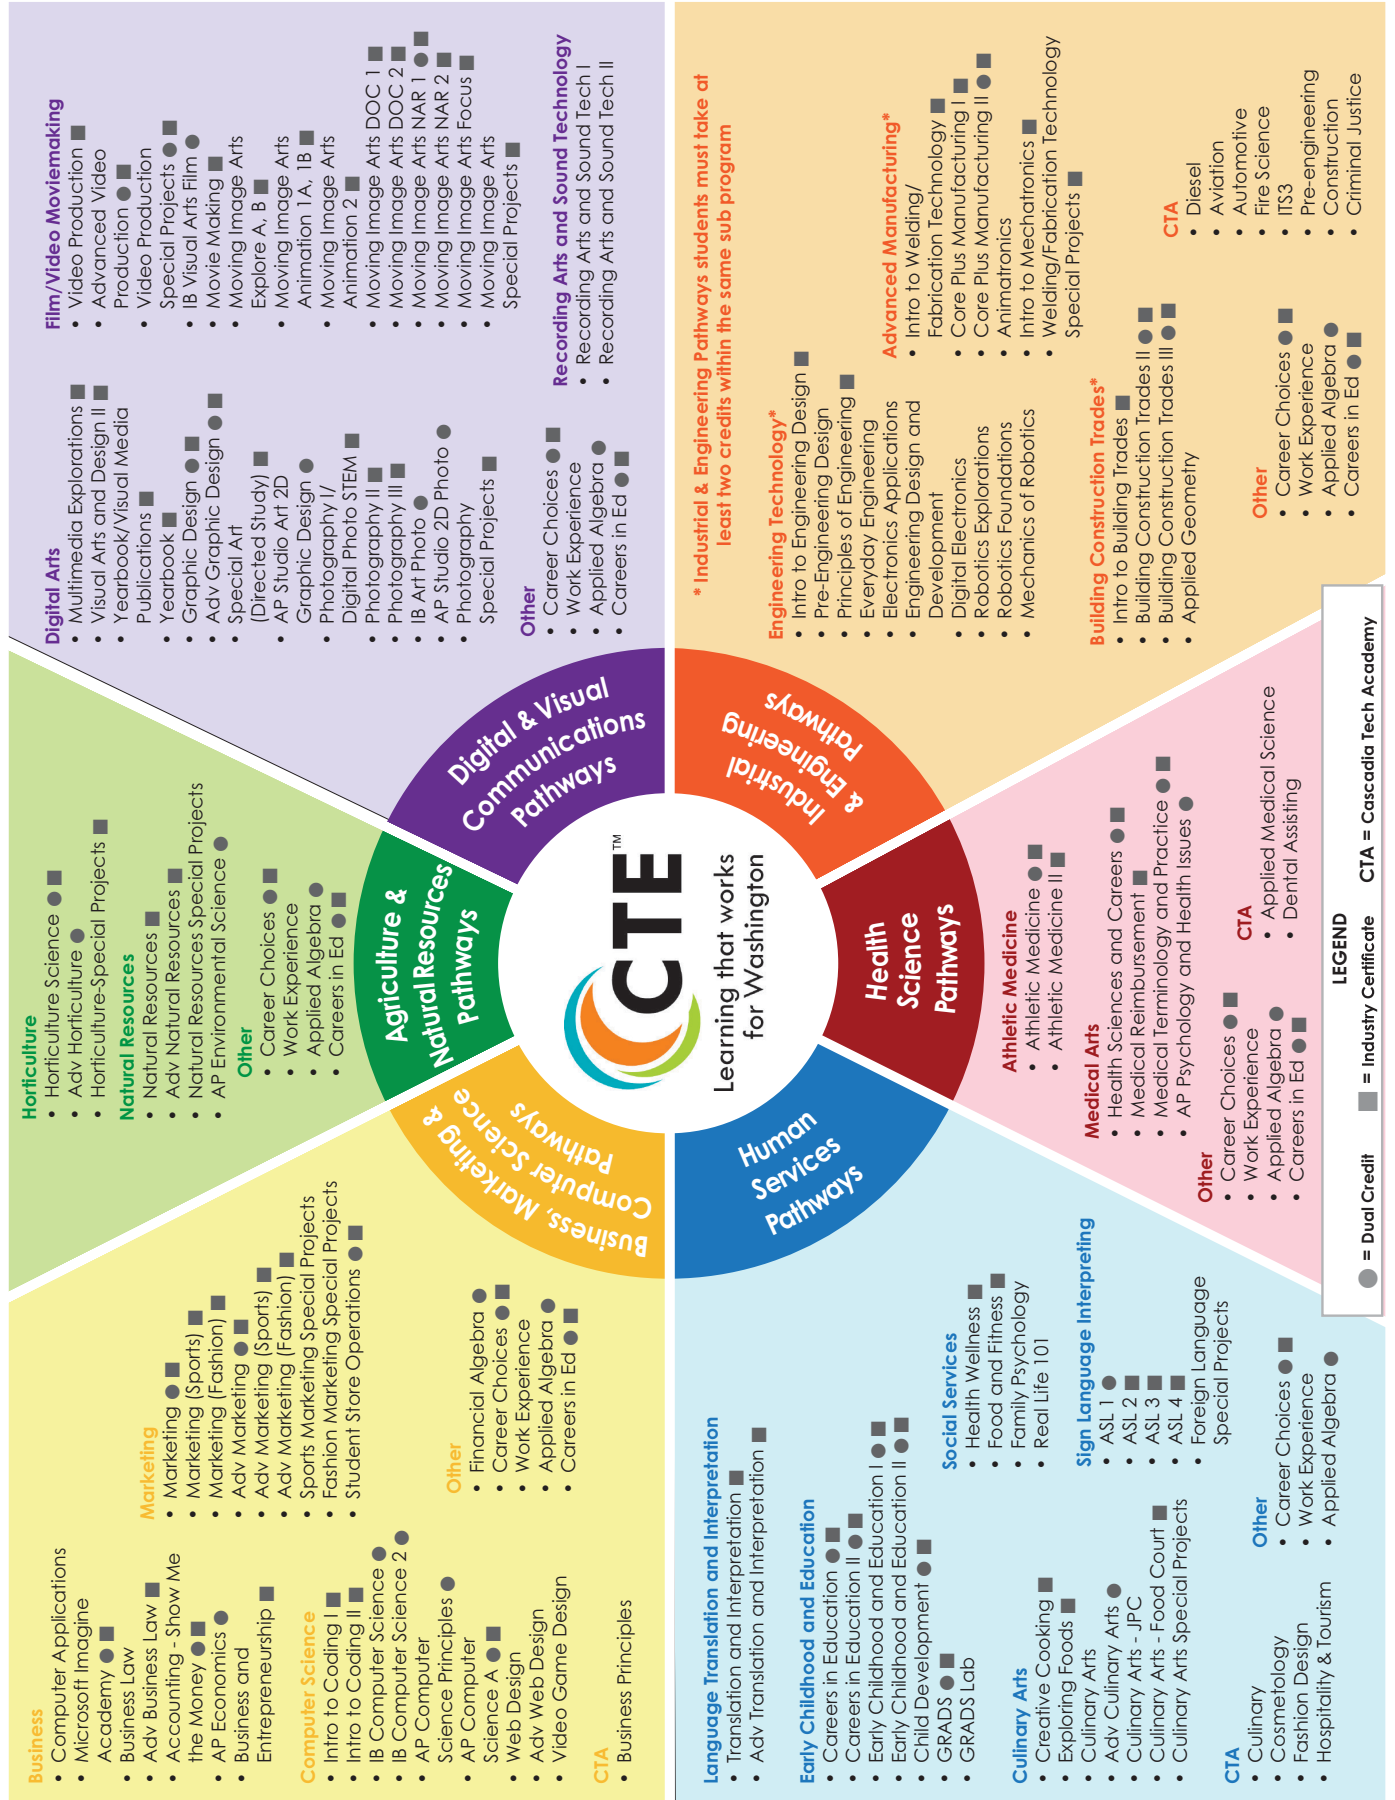 Business
• Computer Applications
• Microsoft Imagine
Academy ● ■
• Business Law
• Adv Business Law ■
• Accounting - Show Me
the Money ● ■
• AP Economics ●
• Business and
Entrepreneurship ■
Computer Science
• Intro to Coding I ■
• Intro to Coding II ■
• IB Computer Science ●
• IB Computer Science 2 ●
• AP Computer
Science Principles ●
• AP Computer
Science A ● ■
• Web Design
• Adv Web Design
• Video Game Design
CTA
• Business Principles
Marketing
• Marketing ● ■
• Marketing (Sports) ■
• Marketing (Fashion) ■
• Adv Marketing ● ■
• Adv Marketing (Sports) ■
• Adv Marketing (Fashion) ■
• Sports Marketing Special Projects
• Fashion Marketing Special Projects
• Student Store Operations ● ■
Other
• Financial Algebra ●
• Career Choices ● ■
• Work Experience
• Applied Algebra ●
• Careers in Ed ● ■
Business, Marketing &
Computer Science
Pathways
Horticulture
• Horticulture Science ● ■
• Adv Horticulture ●
• Horticulture-Special Projects ■
Natural Resources
• Natural Resources ■
• Adv Natural Resources ■
• Natural Resources Special Projects
• AP Environmental Science ●
Other
• Career Choices ● ■
• Work Experience
• Applied Algebra ●
• Careers in Ed ● ■
Agriculture &
Natural Resources
Pathways
Digital Arts
• Multimedia Explorations ■
• Visual Arts and Design II ■
• Yearbook/Visual Media
Publications ■
• Yearbook ■
• Graphic Design ● ■
• Adv Graphic Design ● ■
• Special Art
(Directed Study) ■
• AP Studio Art 2D
Graphic Design ●
• Photography I/
Digital Photo STEM ■
• Photography II ■
• Photography III ■
• IB Art Photo ●
• AP Studio 2D Photo ●
• Photography
Special Projects ■
Other
• Career Choices ● ■
• Work Experience
• Applied Algebra ●
• Careers in Ed ● ■
Film/Video Moviemaking
• Video Production ■
• Advanced Video
Production ● ■
• Video Production
Special Projects ● ■
• IB Visual Arts Film ●
• Movie Making ■
• Moving Image Arts
Explore A, B ■
• Moving Image Arts
Animation 1A, 1B ■
• Moving Image Arts
Animation 2 ■
• Moving Image Arts DOC 1 ■
• Moving Image Arts DOC 2 ■
• Moving Image Arts NAR 1 ● ■
• Moving Image Arts NAR 2 ■
• Moving Image Arts Focus ■
• Moving Image Arts
Special Projects ■
Recording Arts and Sound Technology
• Recording Arts and Sound Tech I
• Recording Arts and Sound Tech II
Digital & Visual
Communications
Pathways
CTE™
Learning that works
for Washington
Language Translation and Interpretation
• Translation and Interpretation ■
• Adv Translation and Interpretation ■
Early Childhood and Education
• Careers in Education ● ■
• Careers in Education II ● ■
• Early Childhood and Education I ● ■
• Early Childhood and Education II ● ■
• Child Development ● ■
• GRADS ● ■
• GRADS Lab
Culinary Arts
• Creative Cooking ■
• Exploring Foods ■
• Culinary Arts
• Adv Culinary Arts ●
• Culinary Arts - JPC
• Culinary Arts - Food Court ■
• Culinary Arts Special Projects
CTA
• Culinary
• Cosmetology
• Fashion Design
• Hospitality & Tourism
Social Services
• Health Wellness ■
• Food and Fitness ■
• Family Psychology
• Real Life 101
Sign Language Interpreting
• ASL 1 ●
• ASL 2 ■
• ASL 3 ■
• ASL 4 ■
• Foreign Language
Special Projects
Other
• Career Choices ● ■
• Work Experience
• Applied Algebra ●
Human
Services
Pathways
Health
Science
Pathways
Athletic Medicine
• Athletic Medicine ● ■
• Athletic Medicine II ■
Medical Arts
• Health Sciences and Careers ● ■
• Medical Reimbursement ■
• Medical Terminology and Practice ● ■
• AP Psychology and Health Issues ●
Other
• Career Choices ● ■
• Work Experience
• Applied Algebra ●
• Careers in Ed ● ■
CTA
• Applied Medical Science
• Dental Assisting
Industrial
& Engineering
Pathways
* Industrial & Engineering Pathways students must take at
least two credits within the same sub program
Engineering Technology*
• Intro to Engineering Design ■
• Pre-Engineering Design
• Principles of Engineering ■
• Everyday Engineering
• Electronics Applications
• Engineering Design and
Development
• Digital Electronics
• Robotics Explorations
• Robotics Foundations
• Mechanics of Robotics
Building Construction Trades*
• Intro to Building Trades ■
• Building Construction Trades II ● ■
• Building Construction Trades III ● ■
• Applied Geometry
Advanced Manufacturing*
• Intro to Welding/
Fabrication Technology ■
• Core Plus Manufacturing I ■
• Core Plus Manufacturing II ● ■
• Animatronics
• Intro to Mechatronics ■
• Welding/Fabrication Technology
Special Projects ■
Other
• Career Choices ● ■
• Work Experience
• Applied Algebra ●
• Careers in Ed ● ■
CTA
• Diesel
• Aviation
• Automotive
• Fire Science
• ITS3
• Pre-engineering
• Construction
• Criminal Justice
LEGEND
● = Dual Credit ■ = Industry Certificate CTA = Cascadia Tech Academy